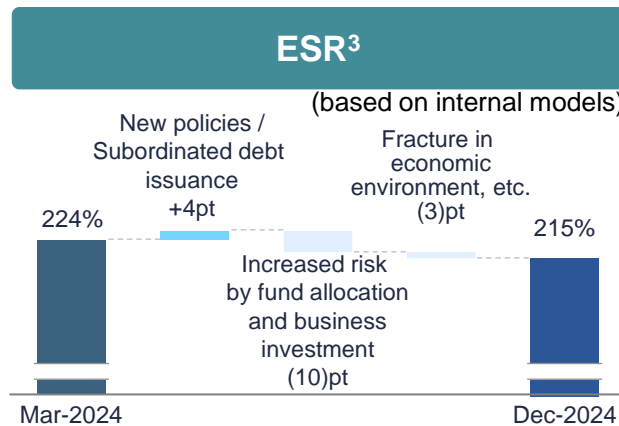 ESR³
(based on internal models)
New policies /
Subordinated debt
issuance
+4pt
Fracture in
economic
environment, etc.
(3)pt
224%
215%
Increased risk
by fund allocation
and business
investment
(10)pt
Mar-2024
Dec-2024